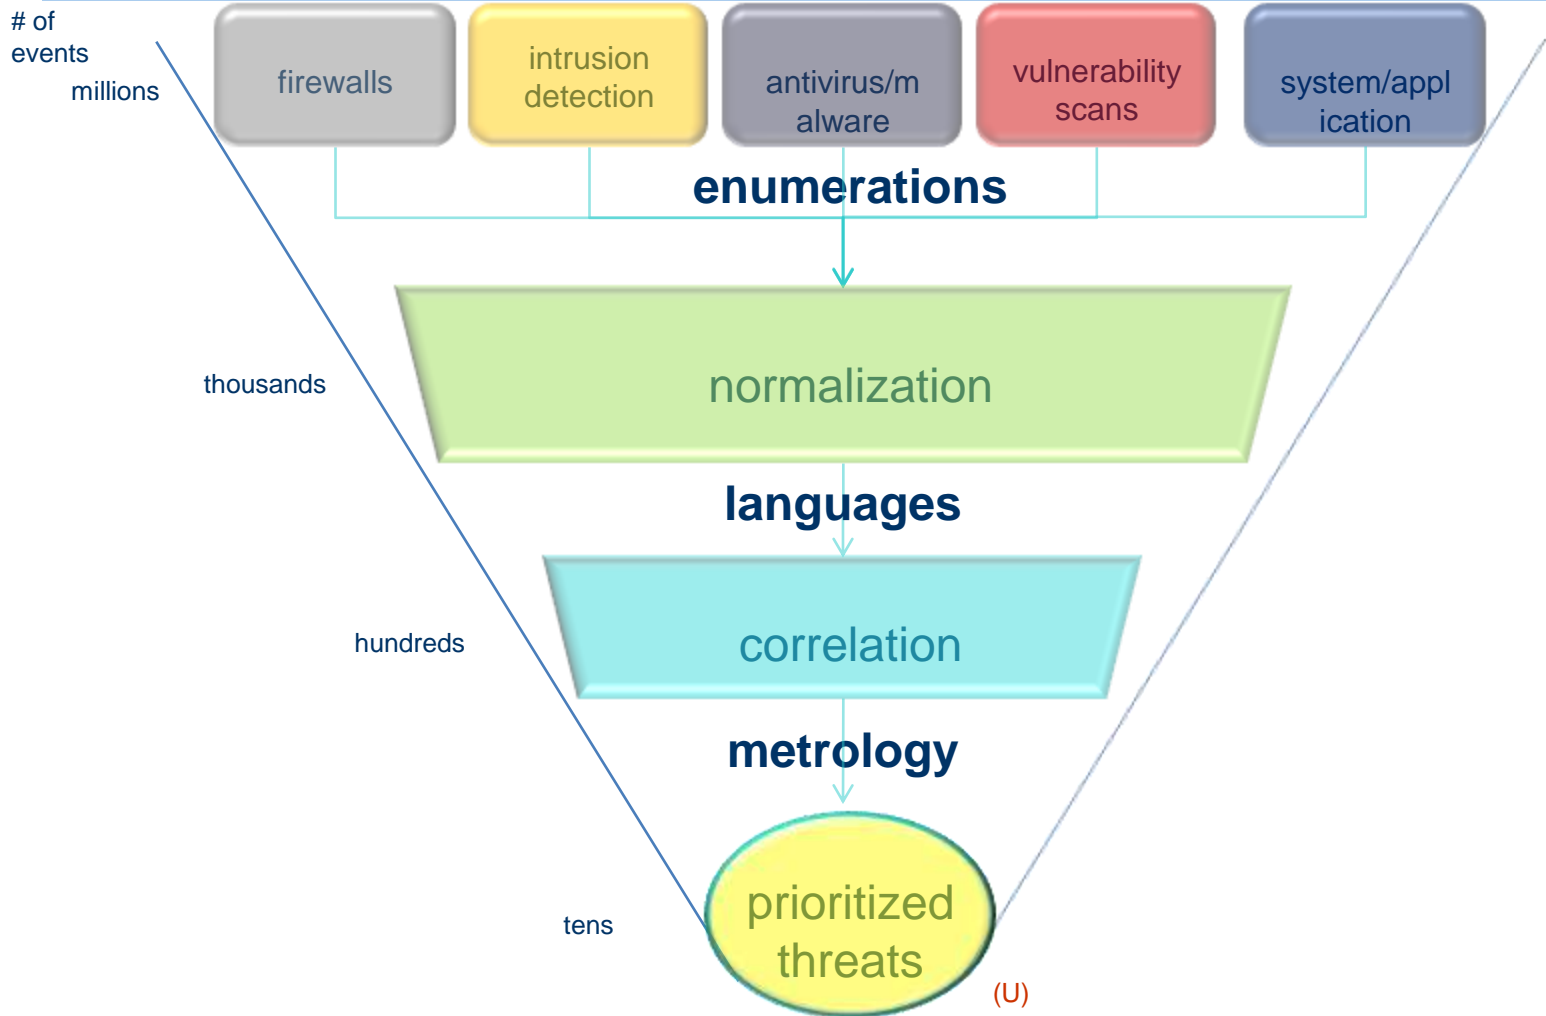 # of
events
millions
firewalls
intrusion
detection
antivirus/m
alware
vulnerability
scans
system/appl
ication
enumerations
thousands
normalization
languages
hundreds
correlation
metrology
tens
prioritized
threats
(U)